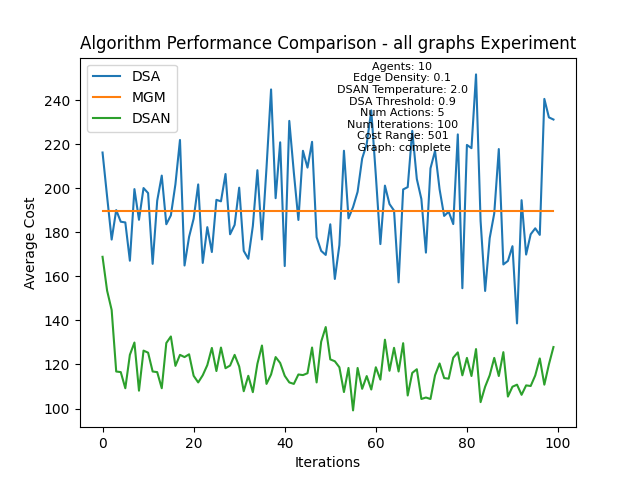 Algorithm Performance Comparison - all graphs Experiment
DSA
MGM
DSAN
Agents: 10
Edge Density: 0.1
DSAN Temperature: 2.0
DSA Threshold: 0.9
Num Actions: 5
Num Iterations: 100
Cost Range: 501
Graph: complete
Average Cost
240
220
200
180
160
140
120
100
0
20
40
60
80
100
Iterations